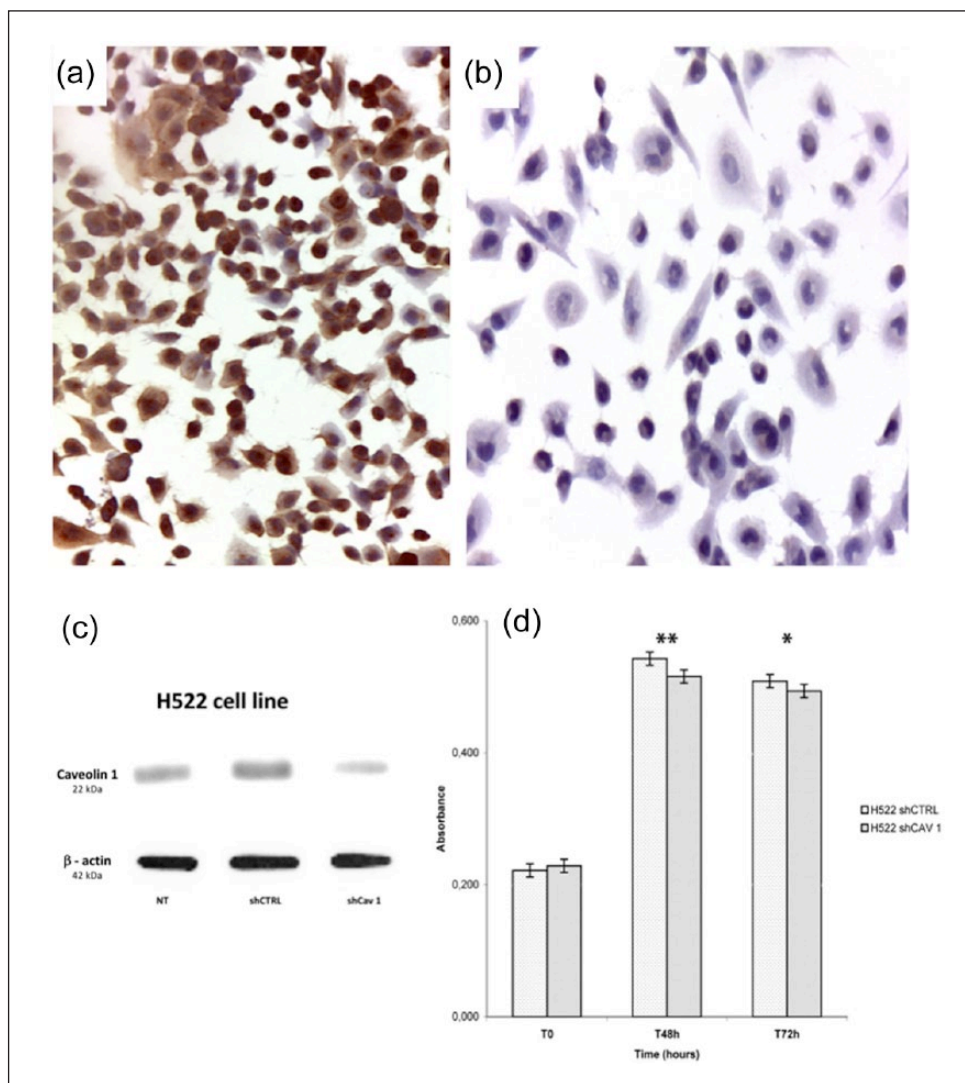 (a)
(b)
(c)
H522 cell line
Caveolin 1
22 kDa
β - actin
42 kDa
NT shCTRL shCav 1
(d)
0,600
0,400
0,200
0,000
Absorbance
** *
T0 T48h T72h
Time (hours)
H522 shCTRL
H522 shCAV 1